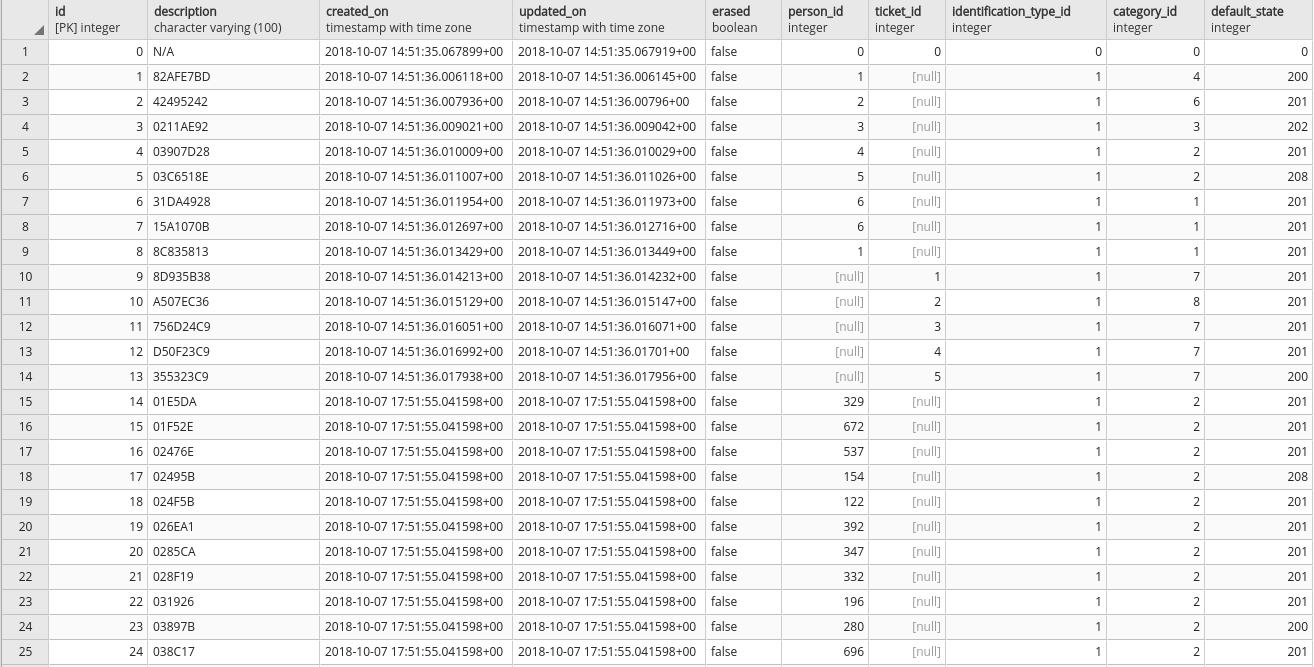 id description created_on updated_on erased person_id ticket_id identification_type_id category_id default_state
[PK] integer character varying (100) timestamp with time zone timestamp with time zone boolean integer integer integer integer integer
1 0 N/A 2018-10-07 14:51:35.067899+00 2018-10-07 14:51:35.067919+00 false 0 0 0 0 0
2 1 82AFE7BD 2018-10-07 14:51:36.006118+00 2018-10-07 14:51:36.006145+00 false 1 [null] 1 4 200
3 2 42495242 2018-10-07 14:51:36.007936+00 2018-10-07 14:51:36.00796+00 false 2 [null] 1 6 201
4 3 0211AE92 2018-10-07 14:51:36.009021+00 2018-10-07 14:51:36.009042+00 false 3 [null] 1 3 202
5 4 03907D28 2018-10-07 14:51:36.010009+00 2018-10-07 14:51:36.010029+00 false 4 [null] 1 2 201
6 5 03C6518E 2018-10-07 14:51:36.011007+00 2018-10-07 14:51:36.011026+00 false 5 [null] 1 2 208
7 6 31DA4928 2018-10-07 14:51:36.011954+00 2018-10-07 14:51:36.011973+00 false 6 [null] 1 1 201
8 7 15A1070B 2018-10-07 14:51:36.012697+00 2018-10-07 14:51:36.012716+00 false 6 [null] 1 1 201
9 8 8C835813 2018-10-07 14:51:36.013429+00 2018-10-07 14:51:36.013449+00 false 1 [null] 1 1 201
10 9 8D935B38 2018-10-07 14:51:36.014213+00 2018-10-07 14:51:36.014232+00 false [null] 1 1 7 201
11 10 A507EC36 2018-10-07 14:51:36.015129+00 2018-10-07 14:51:36.015147+00 false [null] 2 1 8 201
12 11 756D24C9 2018-10-07 14:51:36.016051+00 2018-10-07 14:51:36.016071+00 false [null] 3 1 7 201
13 12 D50F23C9 2018-10-07 14:51:36.016992+00 2018-10-07 14:51:36.01701+00 false [null] 4 1 7 201
14 13 355323C9 2018-10-07 14:51:36.017938+00 2018-10-07 14:51:36.017956+00 false [null] 5 1 7 200
15 14 01E5DA 2018-10-07 17:51:55.041598+00 2018-10-07 17:51:55.041598+00 false 329 [null] 1 2 201
16 15 01F52E 2018-10-07 17:51:55.041598+00 2018-10-07 17:51:55.041598+00 false 672 [null] 1 2 201
17 16 02476E 2018-10-07 17:51:55.041598+00 2018-10-07 17:51:55.041598+00 false 537 [null] 1 2 201
18 17 02495B 2018-10-07 17:51:55.041598+00 2018-10-07 17:51:55.041598+00 false 154 [null] 1 2 208
19 18 024F5B 2018-10-07 17:51:55.041598+00 2018-10-07 17:51:55.041598+00 false 122 [null] 1 2 201
20 19 026EA1 2018-10-07 17:51:55.041598+00 2018-10-07 17:51:55.041598+00 false 392 [null] 1 2 201
21 20 0285CA 2018-10-07 17:51:55.041598+00 2018-10-07 17:51:55.041598+00 false 347 [null] 1 2 201
22 21 028F19 2018-10-07 17:51:55.041598+00 2018-10-07 17:51:55.041598+00 false 332 [null] 1 2 201
23 22 031926 2018-10-07 17:51:55.041598+00 2018-10-07 17:51:55.041598+00 false 196 [null] 1 2 201
24 23 03897B 2018-10-07 17:51:55.041598+00 2018-10-07 17:51:55.041598+00 false 280 [null] 1 2 200
25 24 038C17 2018-10-07 17:51:55.041598+00 2018-10-07 17:51:55.041598+00 false 696 [null] 1 2 201